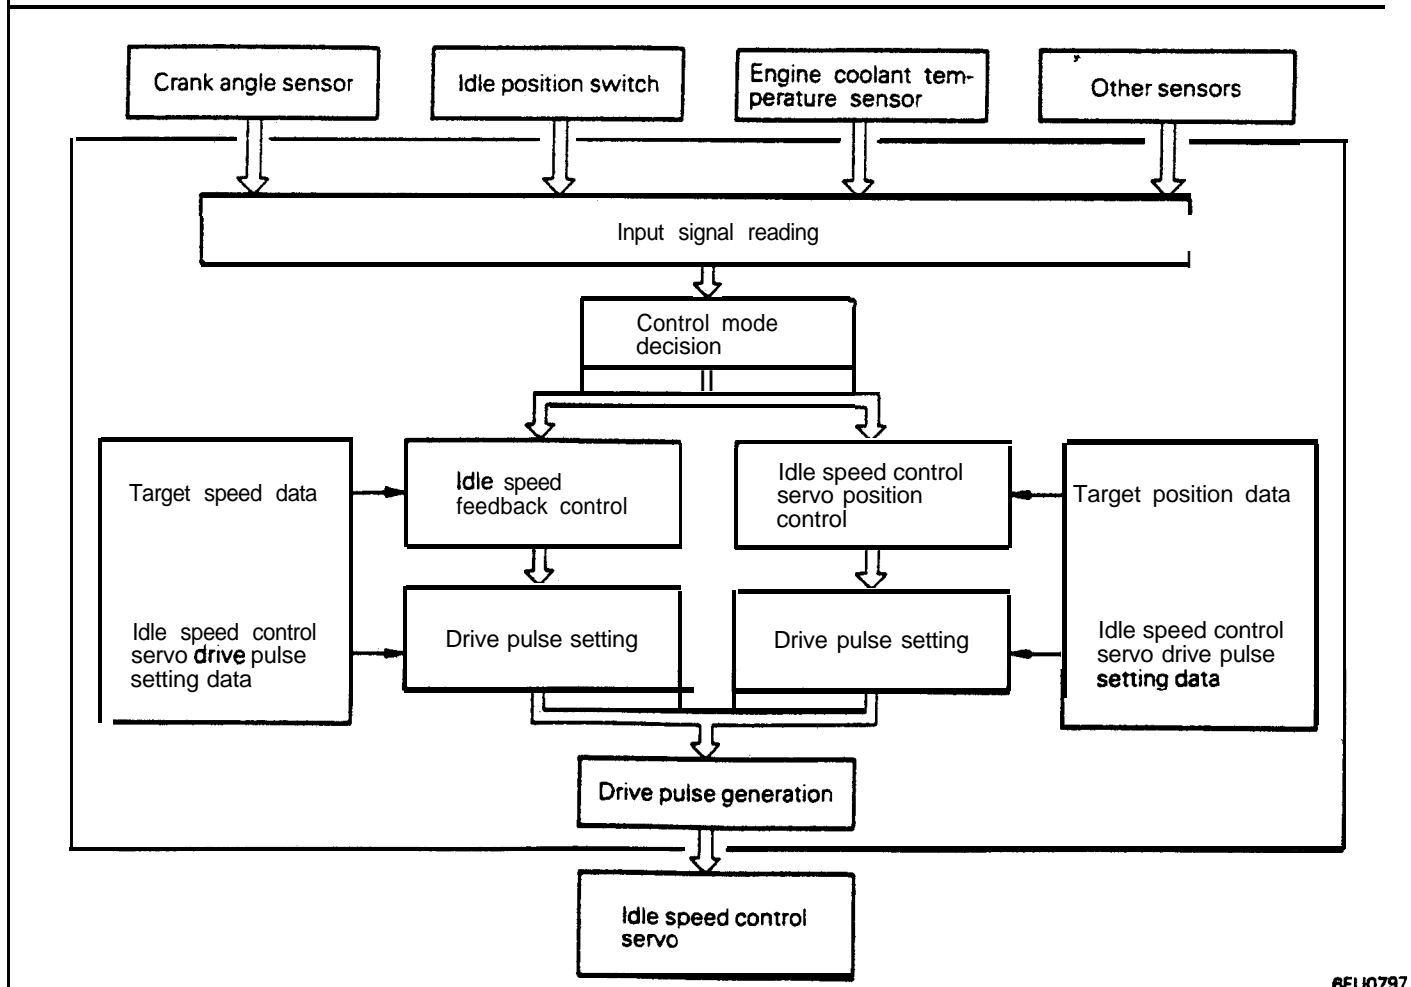 Crank angle sensor
Idle position switch
Engine coolant tem-
perature sensor
Other sensors
Input signal reading
Control mode
decision
Target speed data
Idle speed
feedback control
Idle speed control
servo position
control
Target position data
Idle speed control
servo drive pulse
setting data
Drive pulse setting
Drive pulse setting
Idle speed control
servo drive pulse
setting data
Drive pulse generation
Idle speed control
servo
6FU0797